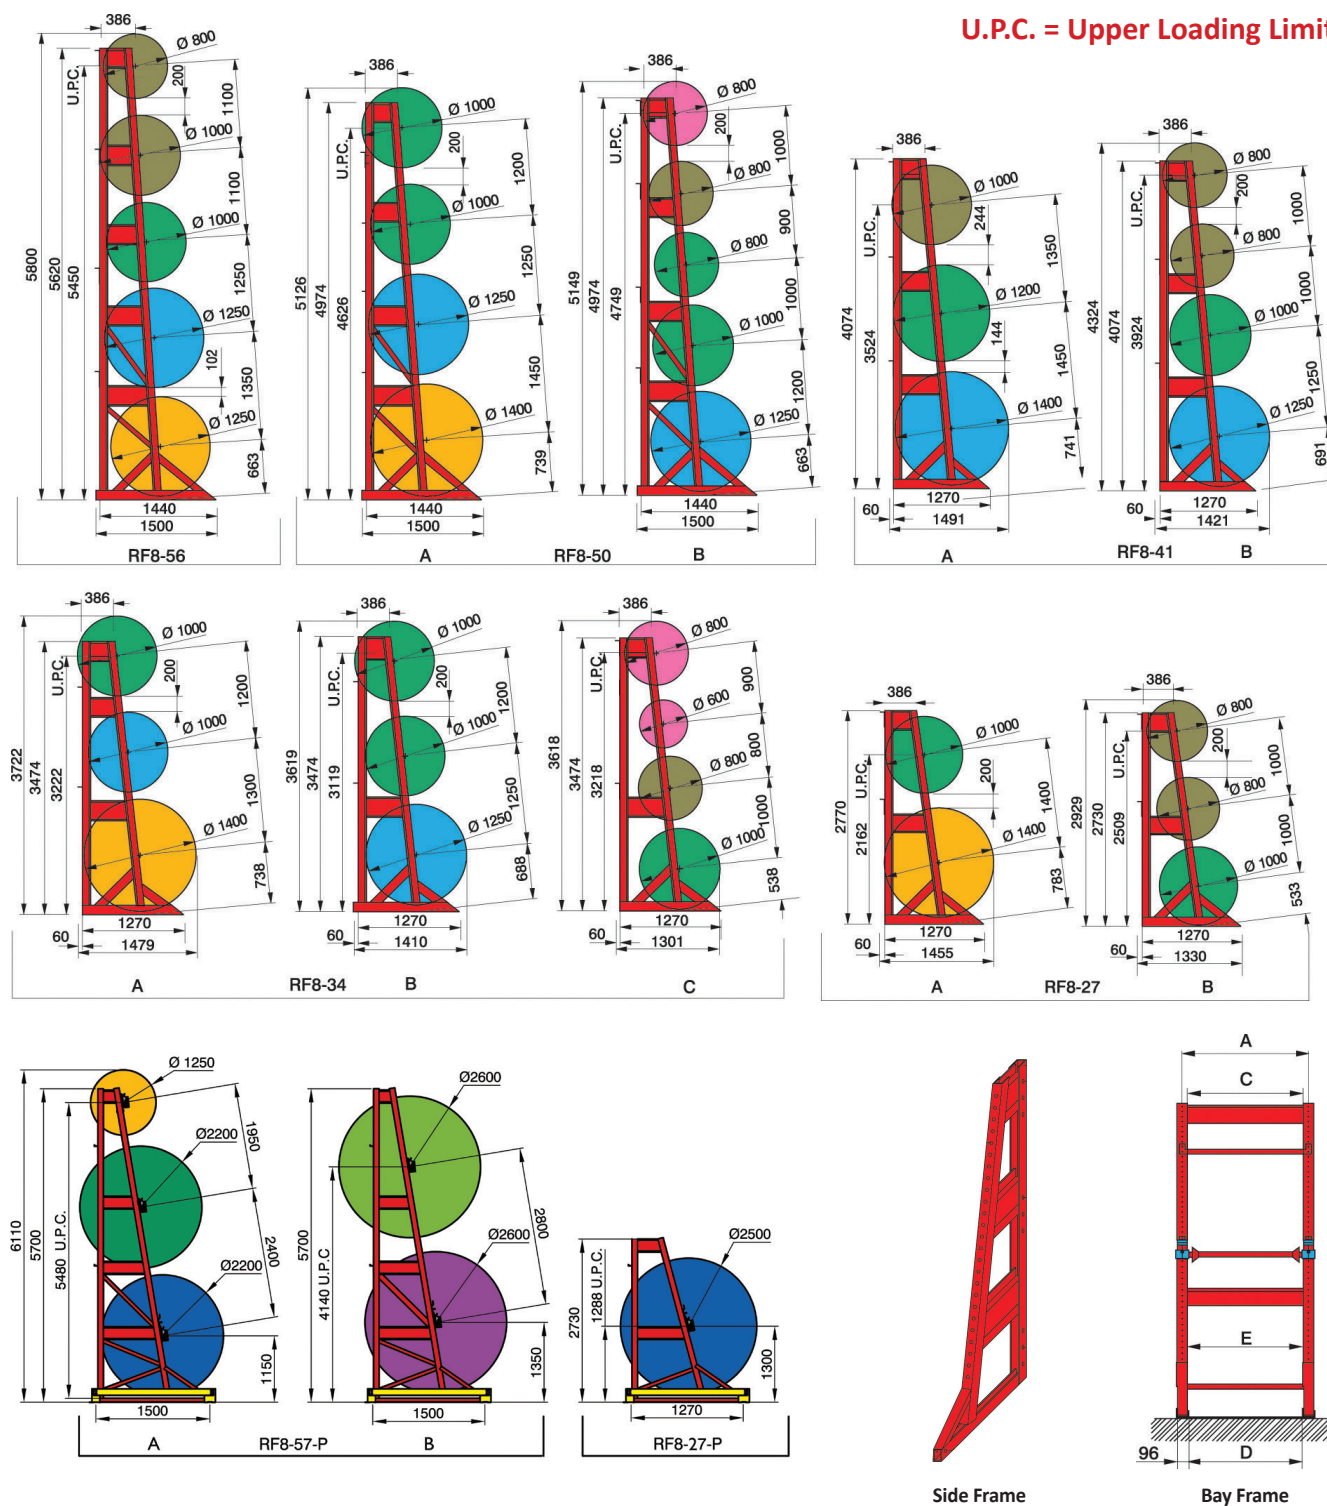 U.P.C. = Upper Loading Limit
386
Ø 800
200
1100
U.P.C.
Ø 1000
1100
Ø 1000
1250
5800
5620
5450
Ø 1250
102
1350
Ø 1250
663
1440
1500
RF8-56
386
Ø 1000
200
1200
U.P.C.
Ø 1000
1250
5126
4974
4626
Ø 1250
1450
Ø 1400
739
1440
1500
A
RF8-50
386
Ø 800
200
1000
U.P.C.
Ø 800
900
Ø 800
5149
4974
4749
1000
Ø 1000
1200
Ø 1250
663
1440
1500
B
386
Ø 1000
244
U.P.C.
1350
Ø 1200
4074
3524
144
1450
Ø 1400
741
1270
60
1491
A
RF8-41
386
Ø 800
200
1000
U.P.C.
Ø 800
1000
4324
4074
3924
Ø 1000
1250
Ø 1250
691
1270
60
1421
B
386
Ø 1000
200
1200
U.P.C.
Ø 1000
3722
3474
3222
1300
Ø 1400
738
1270
60
1479
A
RF8-34
386
Ø 1000
200
1200
U.P.C.
Ø 1000
3619
3474
3119
1250
Ø 1250
688
1270
60
1410
B
386
Ø 800
900
U.P.C.
Ø 600
800
3618
3474
3218
Ø 800
1000
Ø 1000
538
1270
60
1301
C
386
Ø 1000
200
1400
U.P.C.
2770
2162
Ø 1400
783
1270
60
1455
A
RF8-27
386
Ø 800
200
1000
U.P.C.
Ø 800
2929
2730
2509
1000
Ø 1000
533
1270
60
1330
B
Ø 1250
1950
Ø2200
6110
5700
5480 U.P.C.
2400
Ø2200
1150
1500
A
RF8-57-P
Ø2600
5700
4140 U.P.C.
2800
Ø2600
1350
1500
B
Ø2500
2730
1288 U.P.C.
1300
1270
RF8-27-P
Side Frame
A
C
E
96
D
Bay Frame